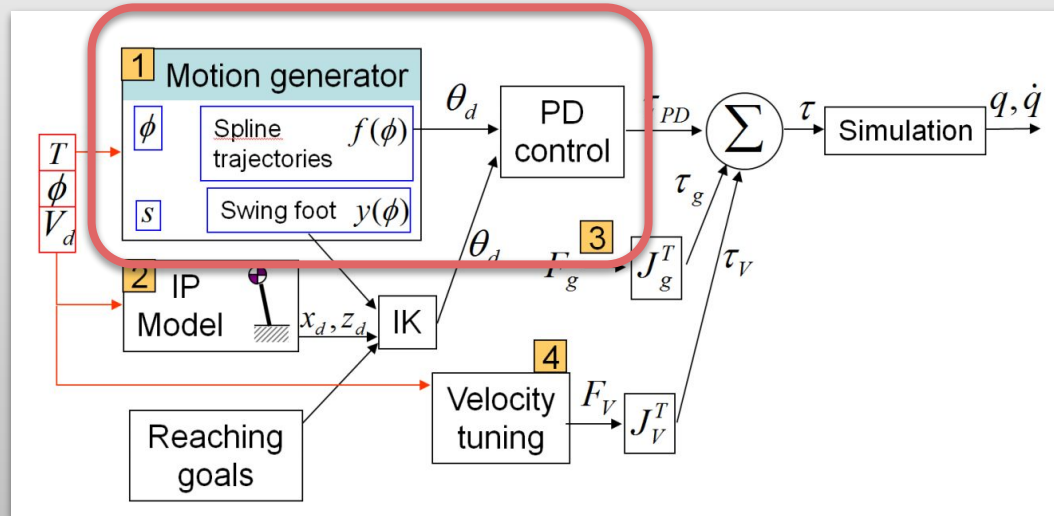 1
Motion generator
ϕ
Spline
trajectories
f(ϕ)
s
Swing foot
y(ϕ)
θ_d
PD
control
τ_PD
∑
τ
Simulation
q, q̇
T
ϕ
V_d
2
IP
Model
x_d, z_d
IK
θ_d
3
F_g
J_g^T
τ_g
τ_V
4
Velocity
tuning
F_V
J_V^T
Reaching
goals